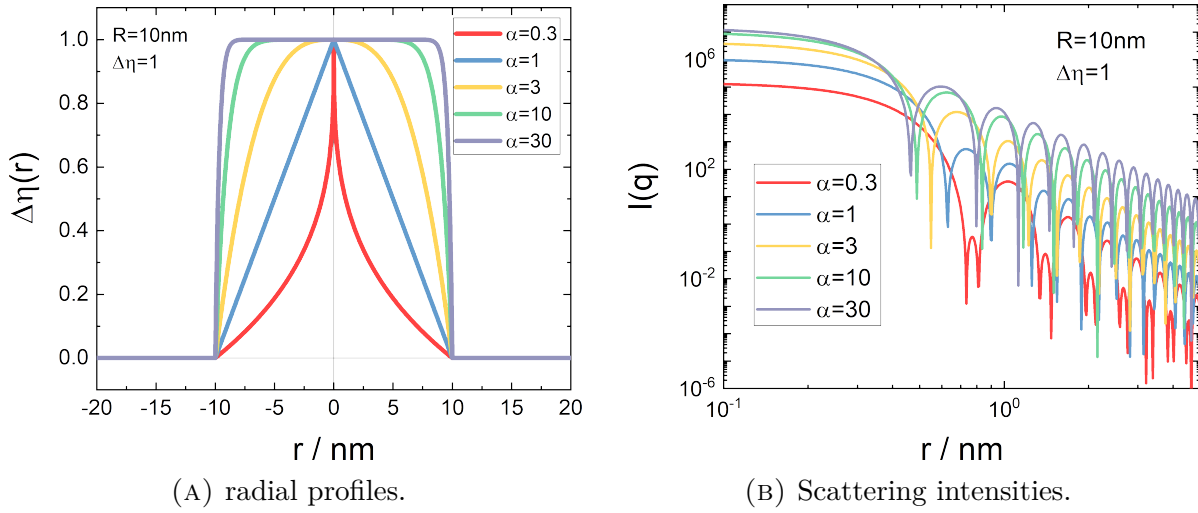 R=10nm
Δη=1
α=0.3
α=1
α=3
α=10
α=30
Δη(r)
1.0
0.8
0.6
0.4
0.2
0.0
-20 -15 -10 -5 0 5 10 15 20
r / nm
(A) radial profiles.
R=10nm
Δη=1
I(q)
10^6
10^2
10^-2
10^-6
α=0.3
α=1
α=3
α=10
α=30
10^-1 10^0
r / nm
(B) Scattering intensities.